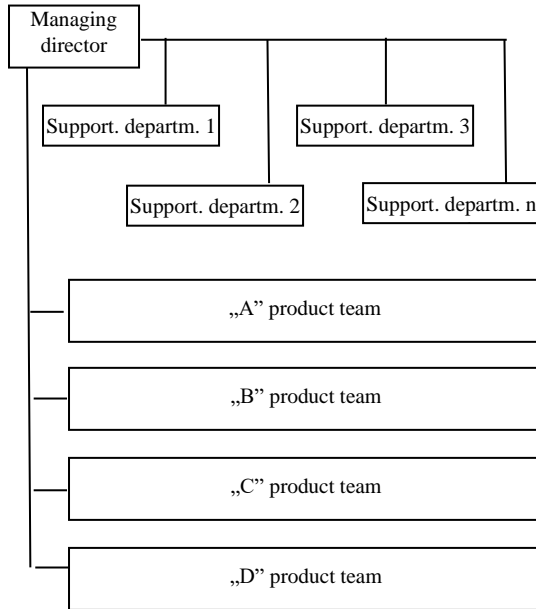 Managing
director
Support. departm. 1
Support. departm. 3
Support. departm. 2
Support. departm. n
„A” product team
„B” product team
„C” product team
„D” product team